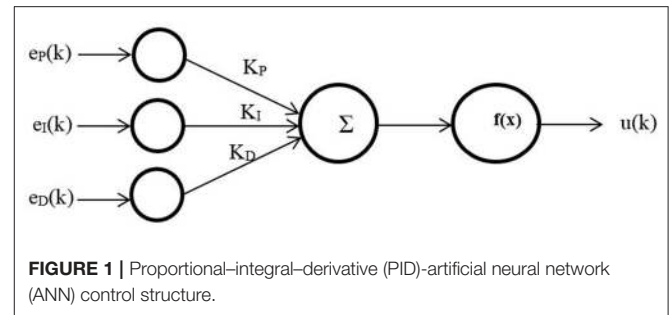 eP(k)
KP
eI(k)
KI
Σ
f(x)
u(k)
KD
eD(k)
FIGURE 1 | Proportional–integral–derivative (PID)-artificial neural network
(ANN) control structure.